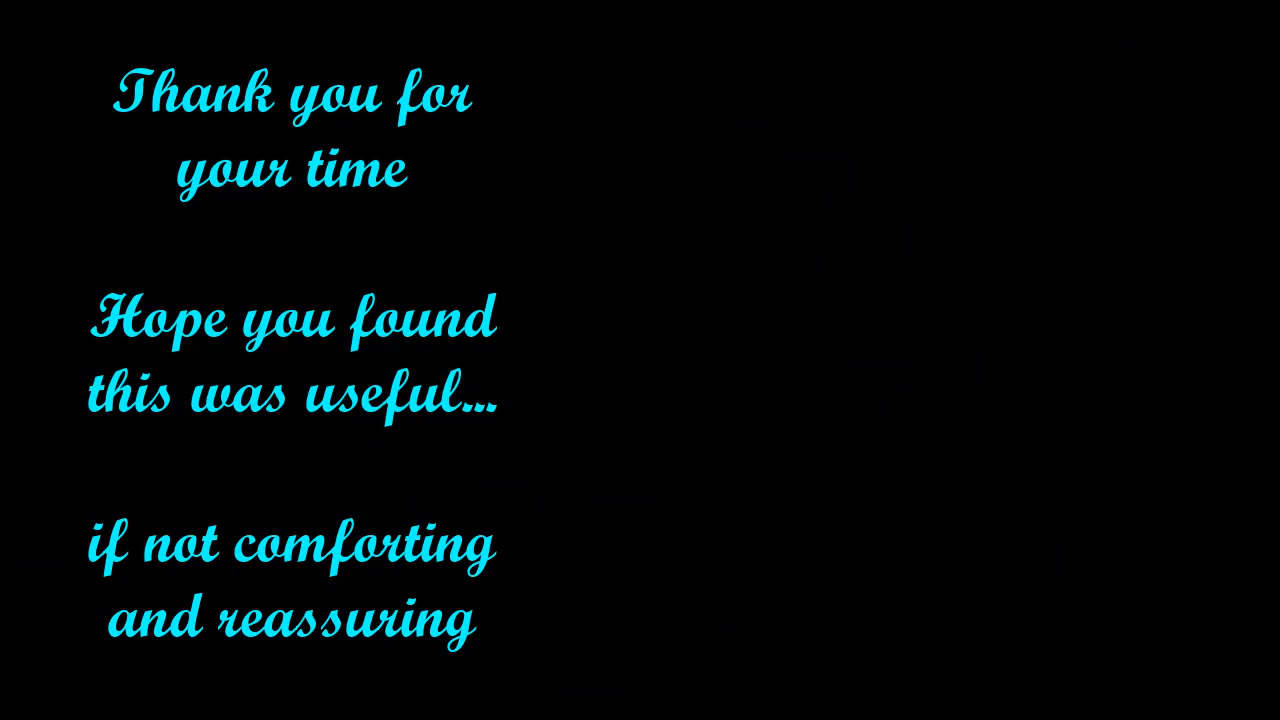 Thank you for
your time
Hope you found
this was useful...
if not comforting
and reassuring